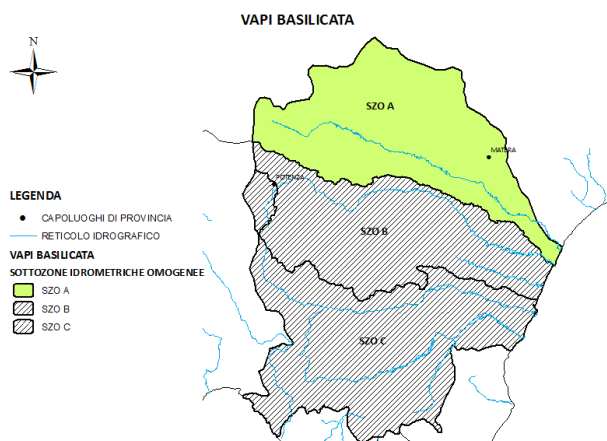 VAPI BASILICATA
N
SZO A
MATERA
POTENZA
SZO B
SZO C
LEGENDA
CAPOLUOGHI DI PROVINCIA
RETICOLO IDROGRAFICO
VAPI BASILICATA
SOTTOZONE IDROMETRICHE OMOGENEE
SZO A
SZO B
SZO C